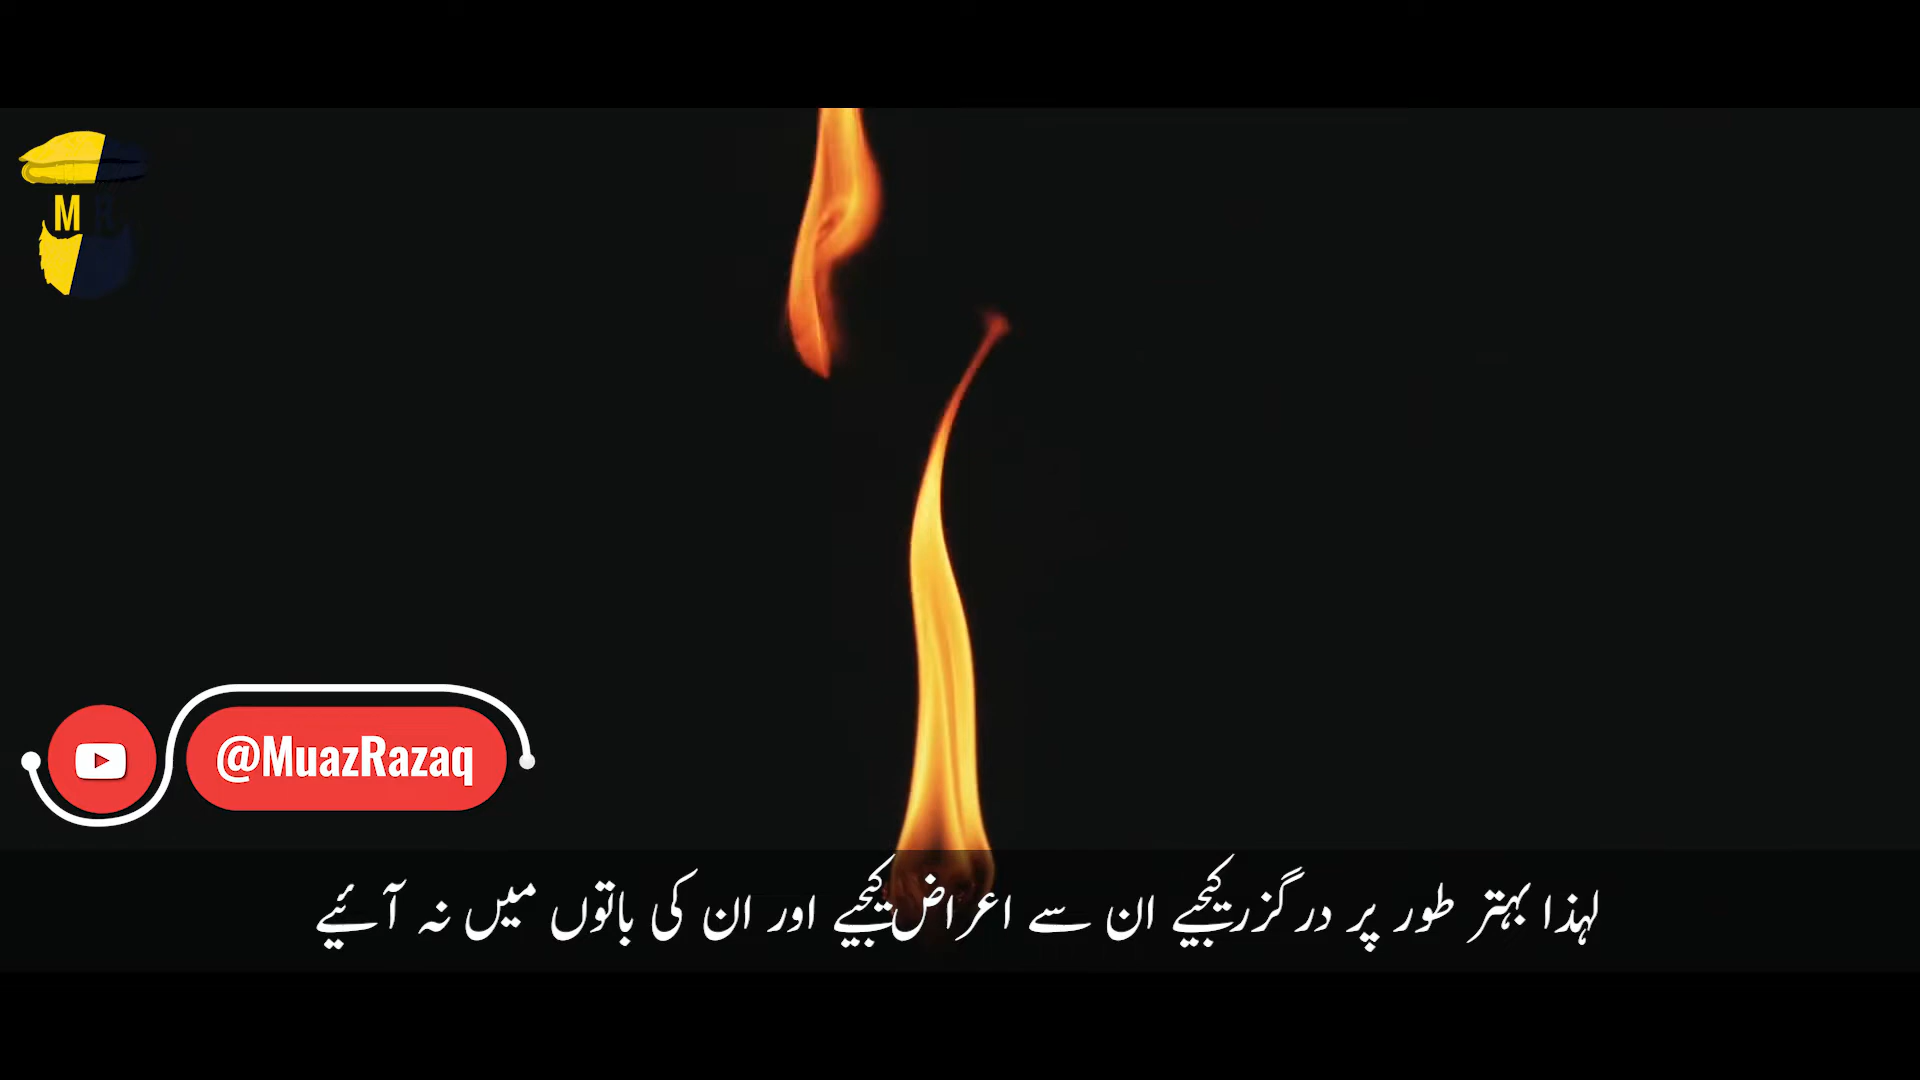 M
@MuazRazaq
لہذا بہتر طور پر درگزر کیجیے ان سے اعراض کیجیے اور ان کی باتوں میں نہ آئیے